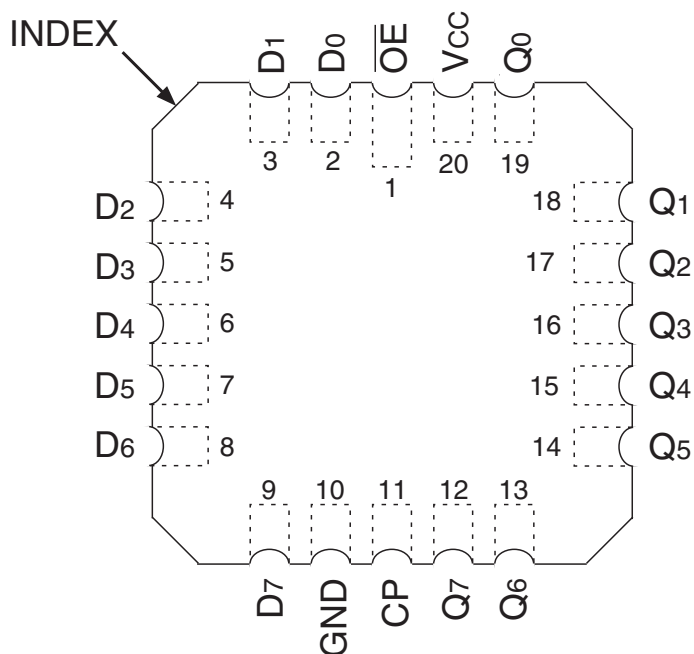 INDEX
D1 D0 O̅E̅ VCC Q0
3 2 1 20 19
D2 4 18 Q1
D3 5 17 Q2
D4 6 16 Q3
D5 7 15 Q4
D6 8 14 Q5
9 10 11 12 13
D7 GND CP Q7 Q6